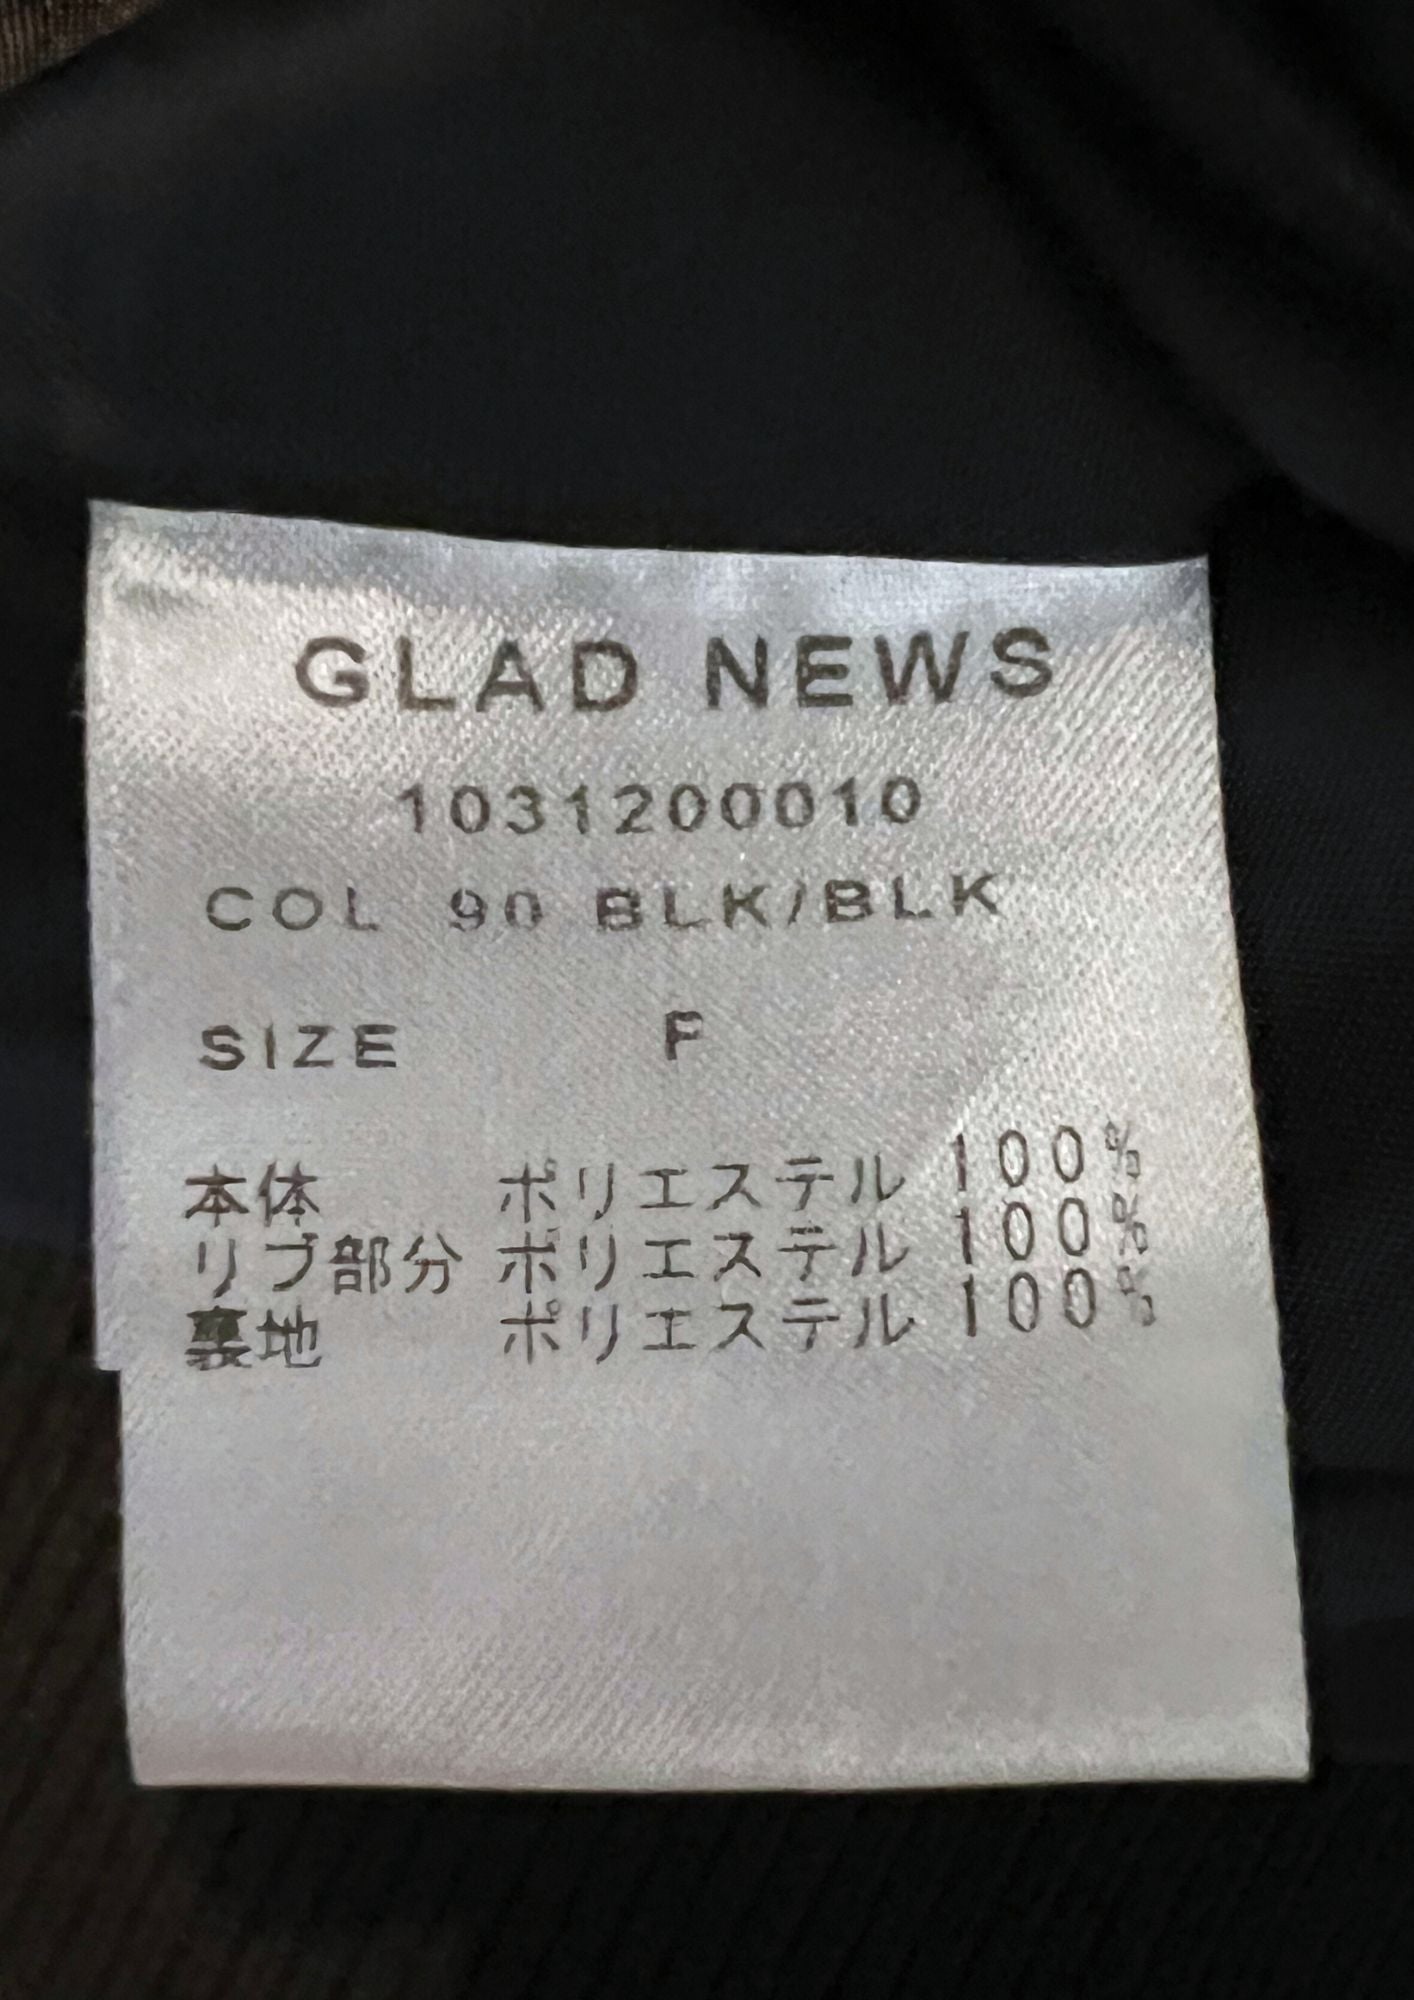 GLAD NEWS
1031200010
COL 90 BLK/BLK
SIZE F
本体 ポリエステル 100%
リブ部分 ポリエステル 100%
裏地 ポリエステル 100%